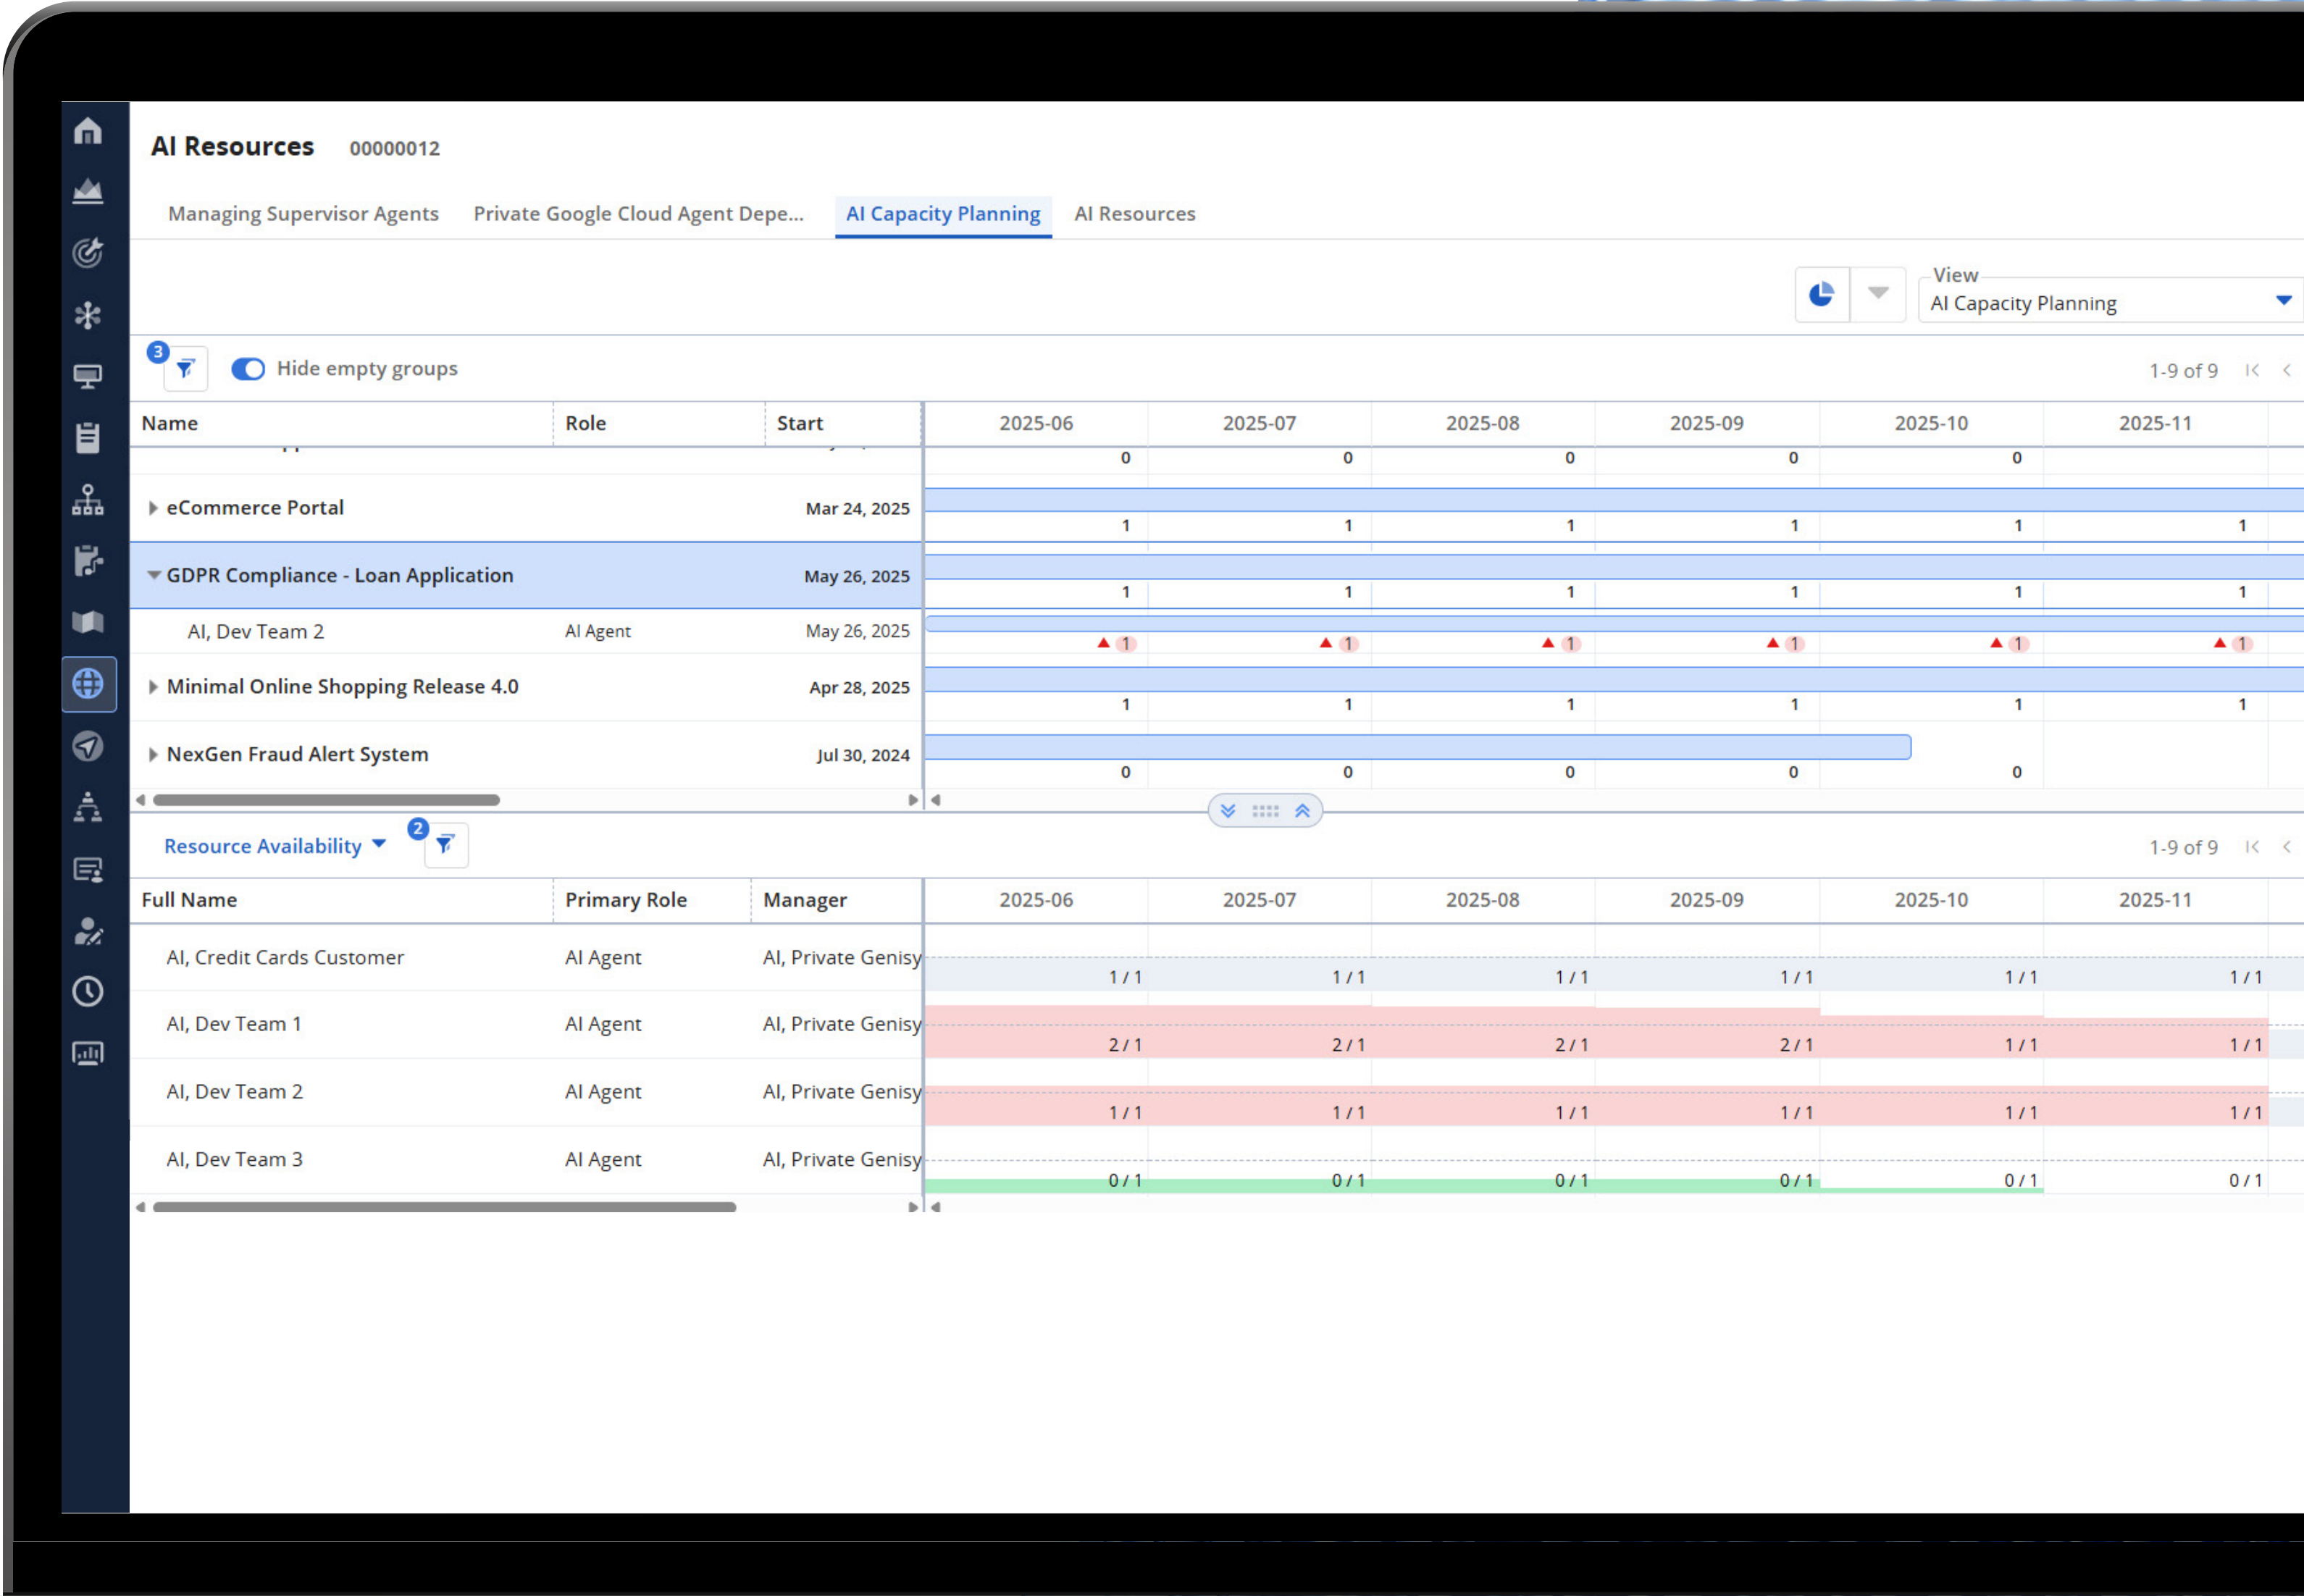 AI Resources 00000012
Managing Supervisor Agents Private Google Cloud Agent Depe... AI Capacity Planning AI Resources
View
AI Capacity Planning
3 Hide empty groups 1-9 of 9
Name Role Start 2025-06 2025-07 2025-08 2025-09 2025-10 2025-11
0 0 0 0 0
eCommerce Portal Mar 24, 2025 1 1 1 1 1 1
GDPR Compliance - Loan Application May 26, 2025 1 1 1 1 1 1
AI, Dev Team 2 AI Agent May 26, 2025 1 1 1 1 1 1
Minimal Online Shopping Release 4.0 Apr 28, 2025 1 1 1 1 1 1
NexGen Fraud Alert System Jul 30, 2024 0 0 0 0 0
Resource Availability 2 1-9 of 9
Full Name Primary Role Manager 2025-06 2025-07 2025-08 2025-09 2025-10 2025-11
AI, Credit Cards Customer AI Agent AI, Private Genisy 1 / 1 1 / 1 1 / 1 1 / 1 1 / 1 1 / 1
AI, Dev Team 1 AI Agent AI, Private Genisy 2 / 1 2 / 1 2 / 1 2 / 1 1 / 1 1 / 1
AI, Dev Team 2 AI Agent AI, Private Genisy 1 / 1 1 / 1 1 / 1 1 / 1 1 / 1 1 / 1
AI, Dev Team 3 AI Agent AI, Private Genisy 0 / 1 0 / 1 0 / 1 0 / 1 0 / 1 0 / 1